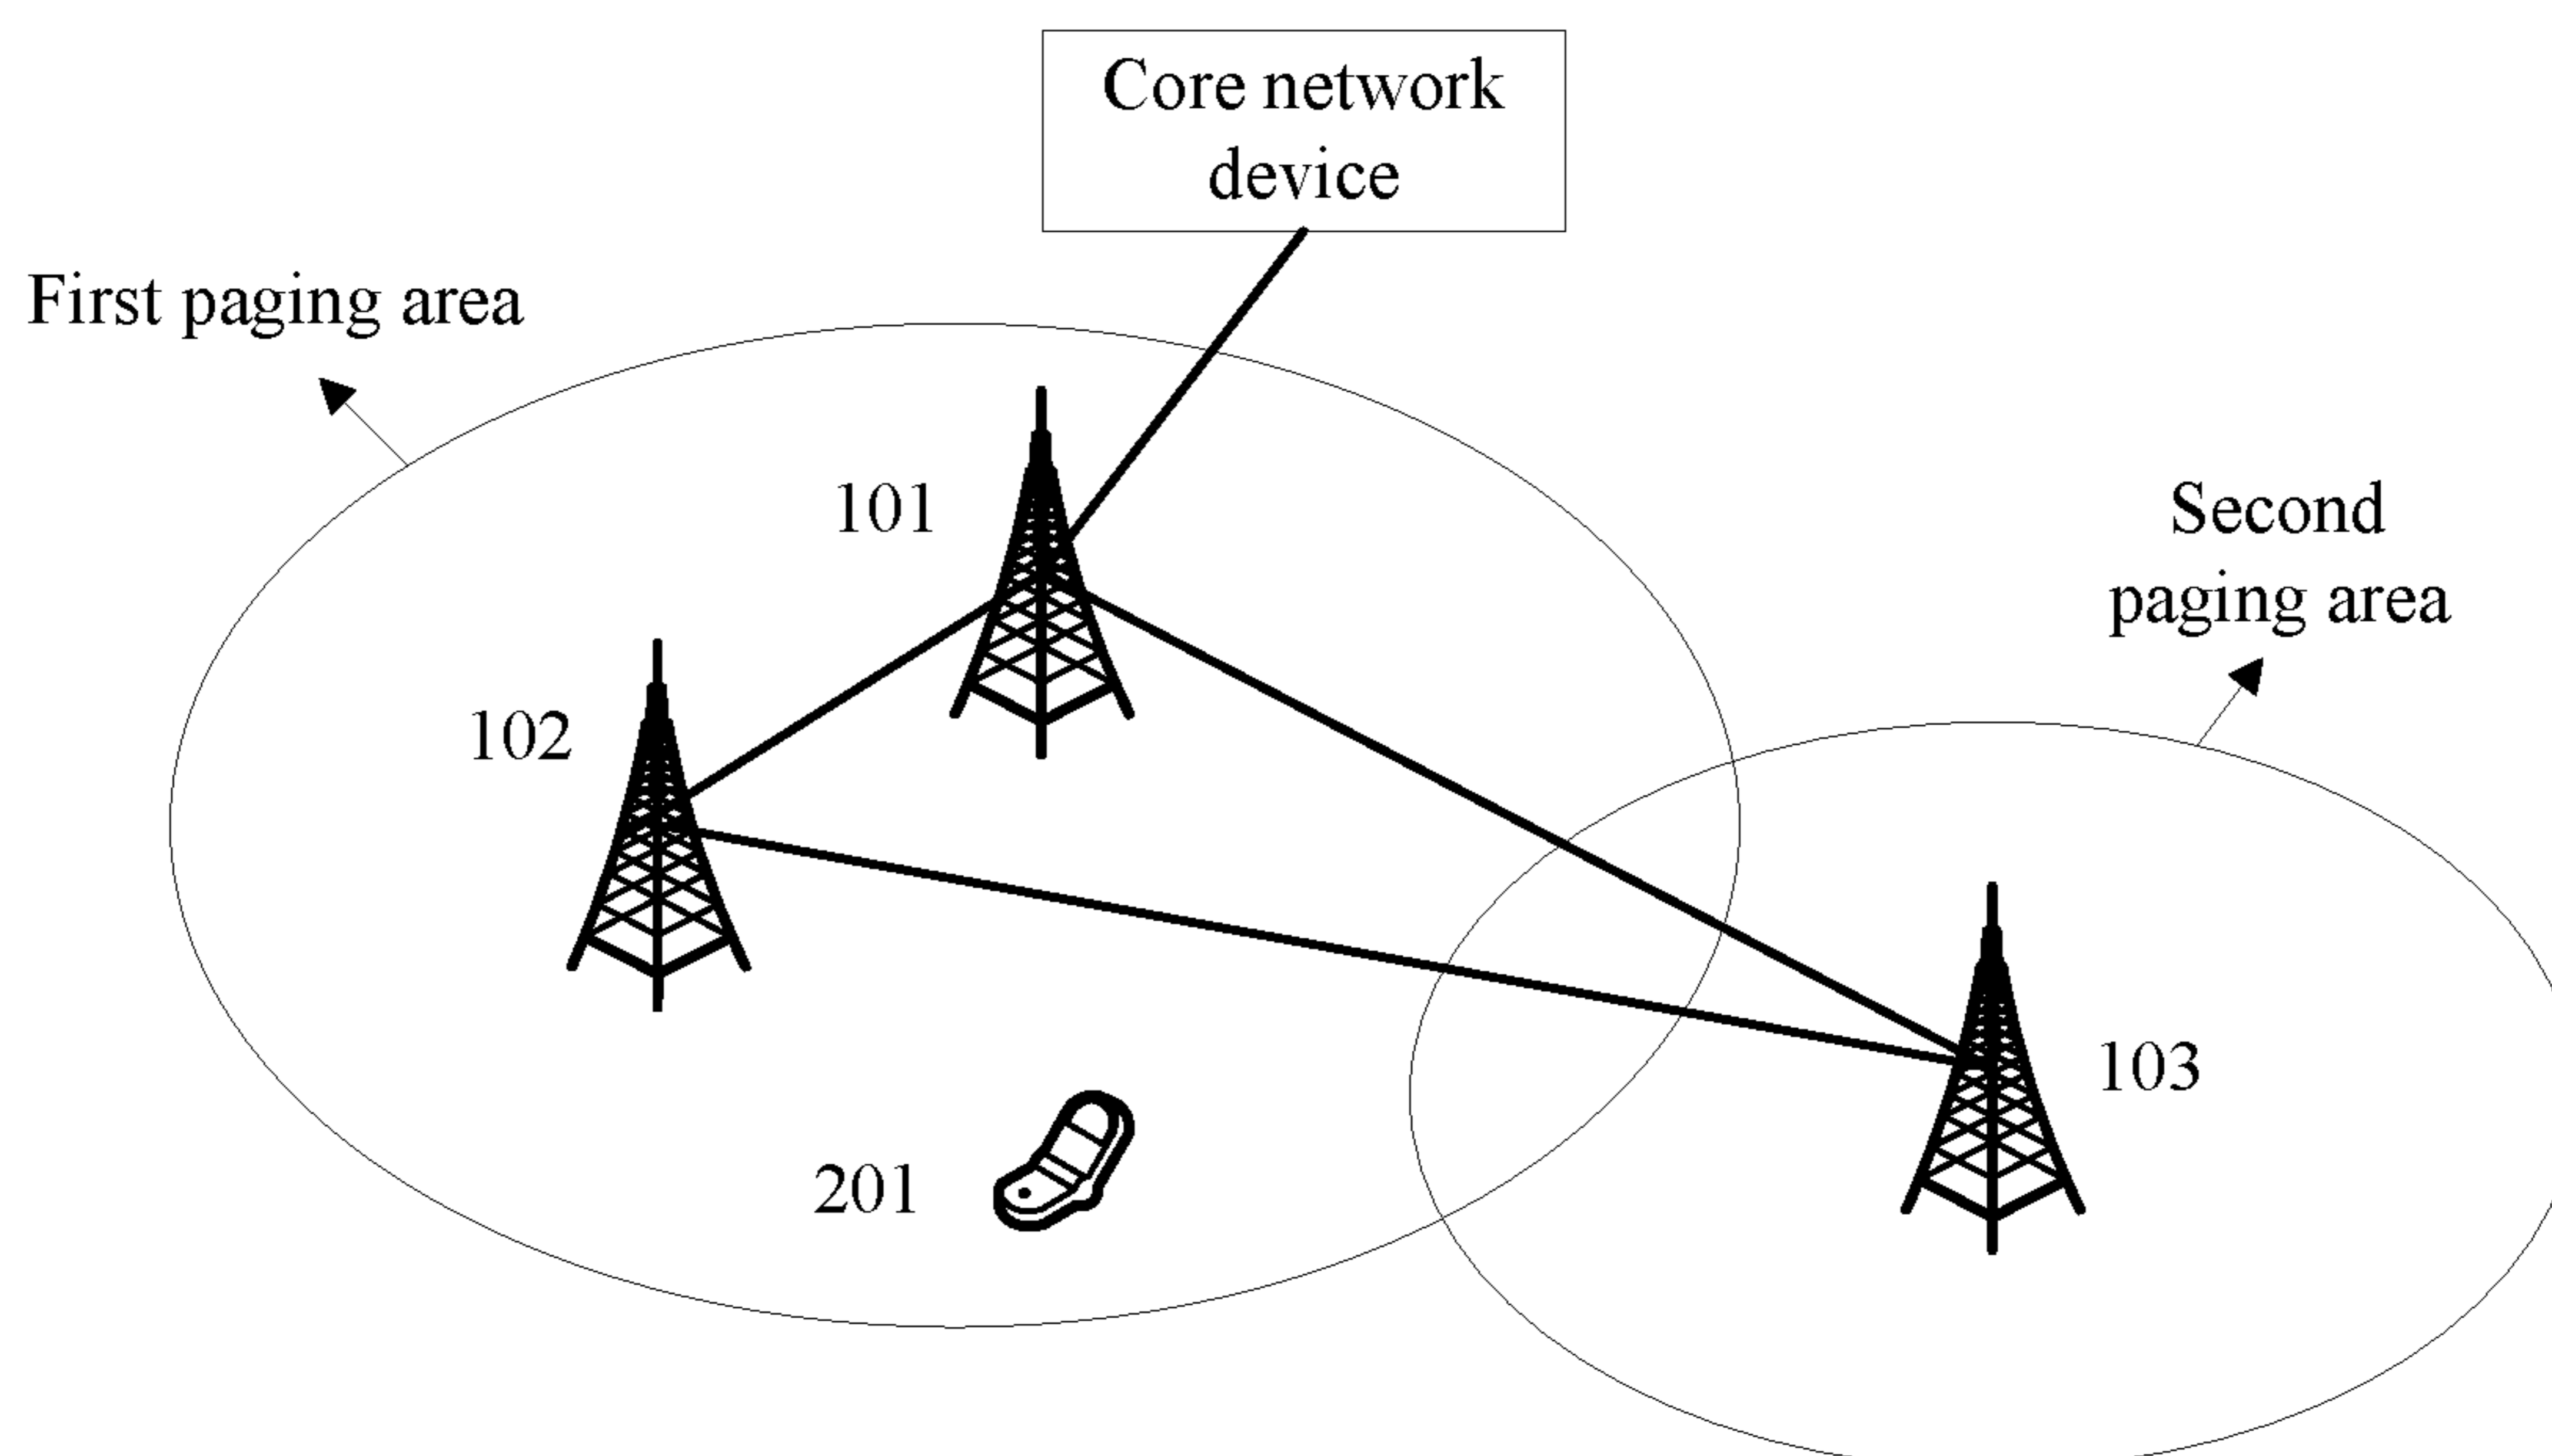 Core network
device
First paging area
101
Second
paging area
102
103
201